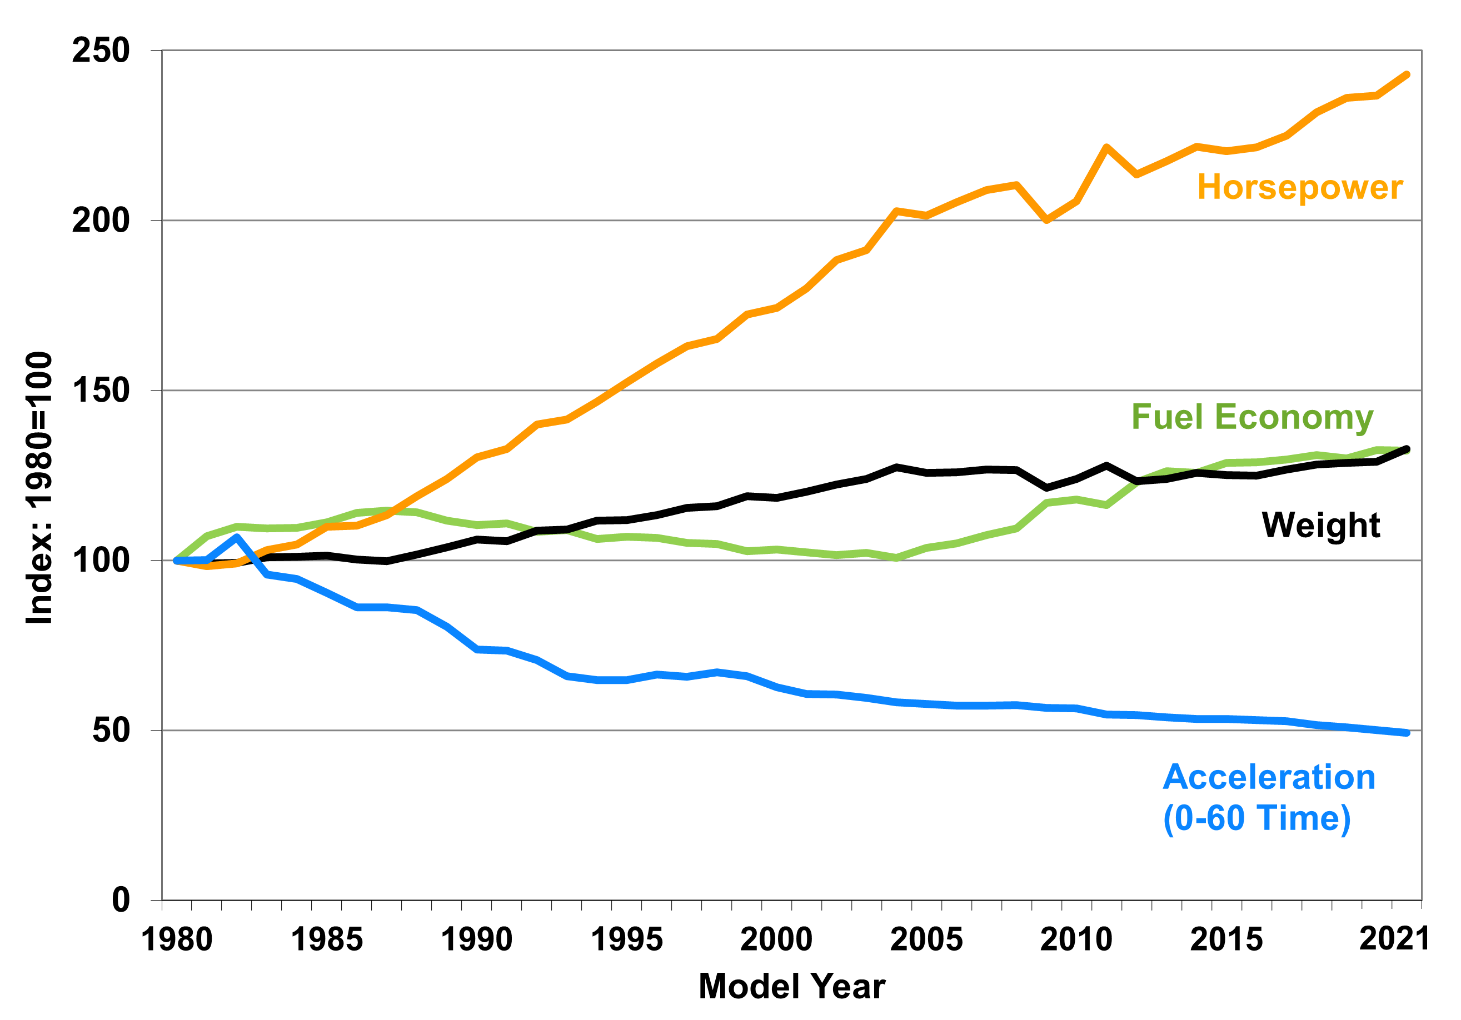 250
200
150
100
50
0
Index: 1980=100
Horsepower
Fuel Economy
Weight
Acceleration
(0-60 Time)
1980 1985 1990 1995 2000 2005 2010 2015 2021
Model Year